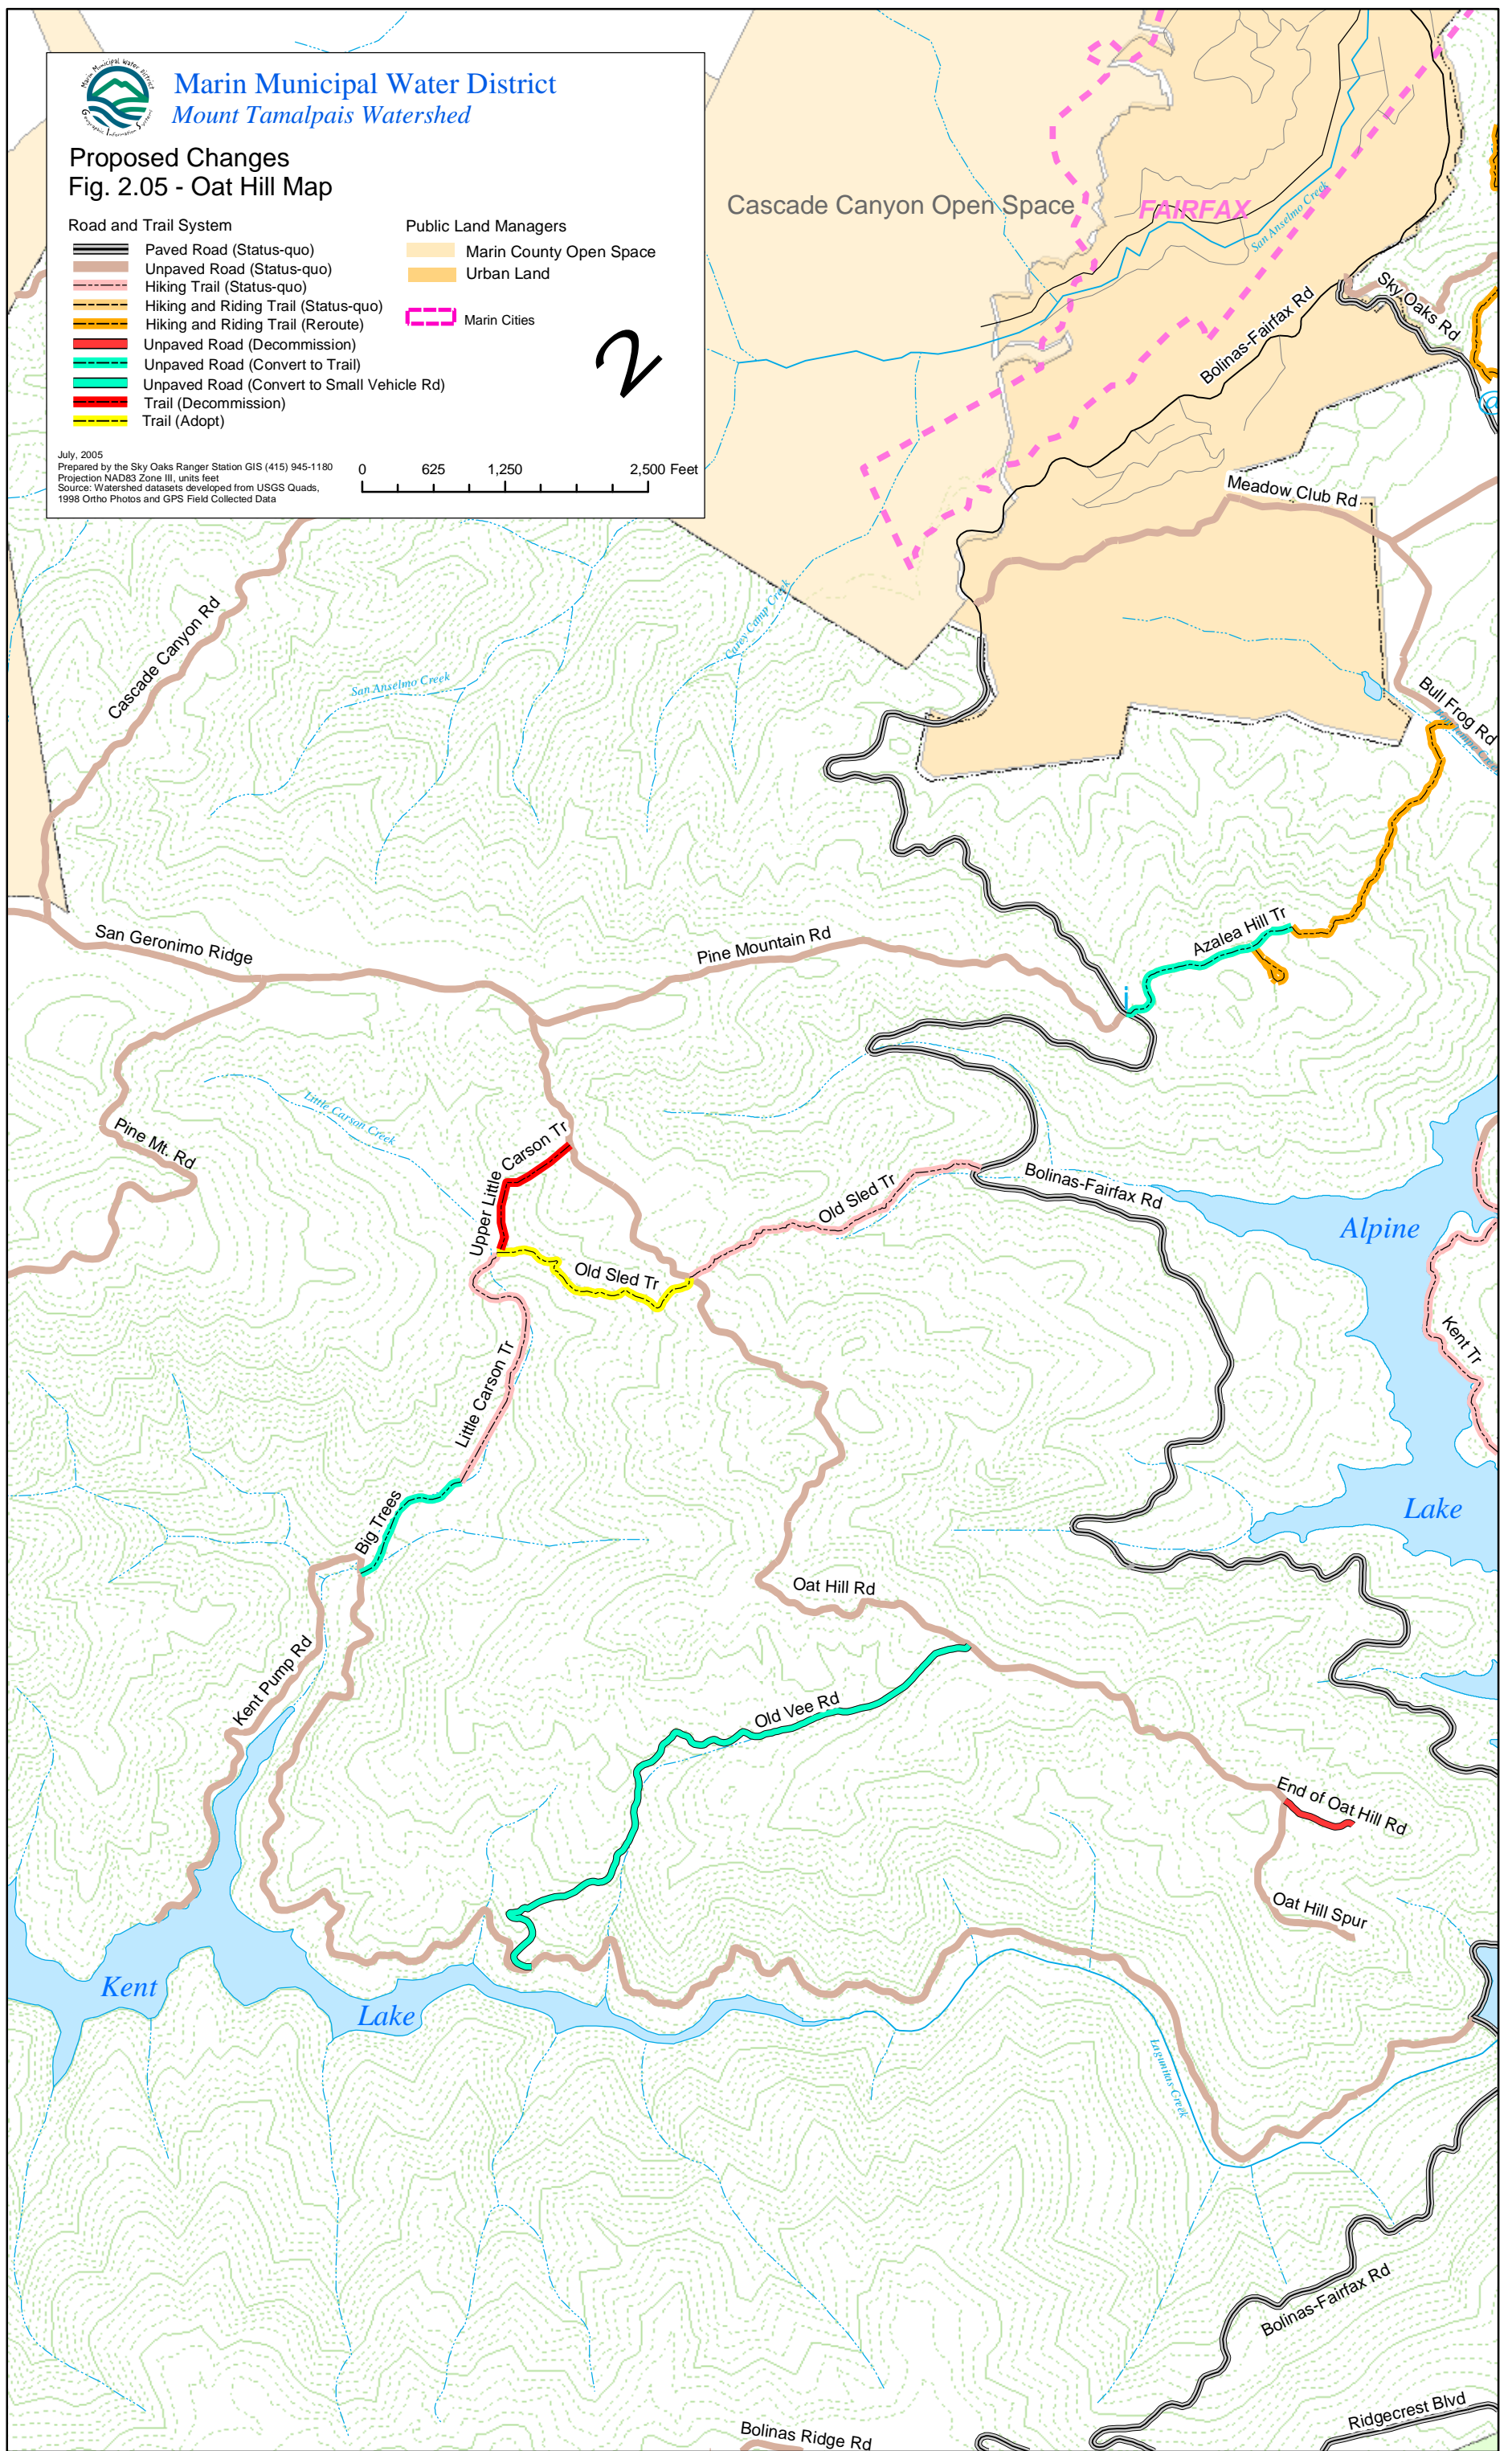 Marin Municipal Water District
Geographic Information System
Marin Municipal Water District
Mount Tamalpais Watershed
Proposed Changes
Fig. 2.05 - Oat Hill Map
Road and Trail System
Paved Road (Status-quo)
Unpaved Road (Status-quo)
Hiking Trail (Status-quo)
Hiking and Riding Trail (Status-quo)
Hiking and Riding Trail (Reroute)
Unpaved Road (Decommission)
Unpaved Road (Convert to Trail)
Unpaved Road (Convert to Small Vehicle Rd)
Trail (Decommission)
Trail (Adopt)
Public Land Managers
Marin County Open Space
Urban Land
Marin Cities
2
July, 2005
Prepared by the Sky Oaks Ranger Station GIS (415) 945-1180
Projection NAD83 Zone III, units feet
Source: Watershed datasets developed from USGS Quads,
1998 Ortho Photos and GPS Field Collected Data
0 625 1,250 2,500 Feet
Cascade Canyon Open Space
FAIRFAX
San Anselmo Creek
Sky Oaks Rd
Bolinas-Fairfax Rd
@
Meadow Club Rd
Carey Camp Creek
Cascade Canyon Rd
San Anselmo Creek
Bull Frog Rd
Azalea Hill Tr
San Geronimo Ridge
Pine Mountain Rd
i
Little Carson Creek
Pine Mt. Rd
Upper Little Carson Tr
Old Sled Tr
Bolinas-Fairfax Rd
Alpine
Old Sled Tr
Kent Tr
Little Carson Tr
Lake
Big Trees
Oat Hill Rd
Kent Pump Rd
Old Vee Rd
End of Oat Hill Rd
Oat Hill Spur
Kent
Lake
Lagunitas Creek
Bolinas-Fairfax Rd
Ridgecrest Blvd
Bolinas Ridge Rd